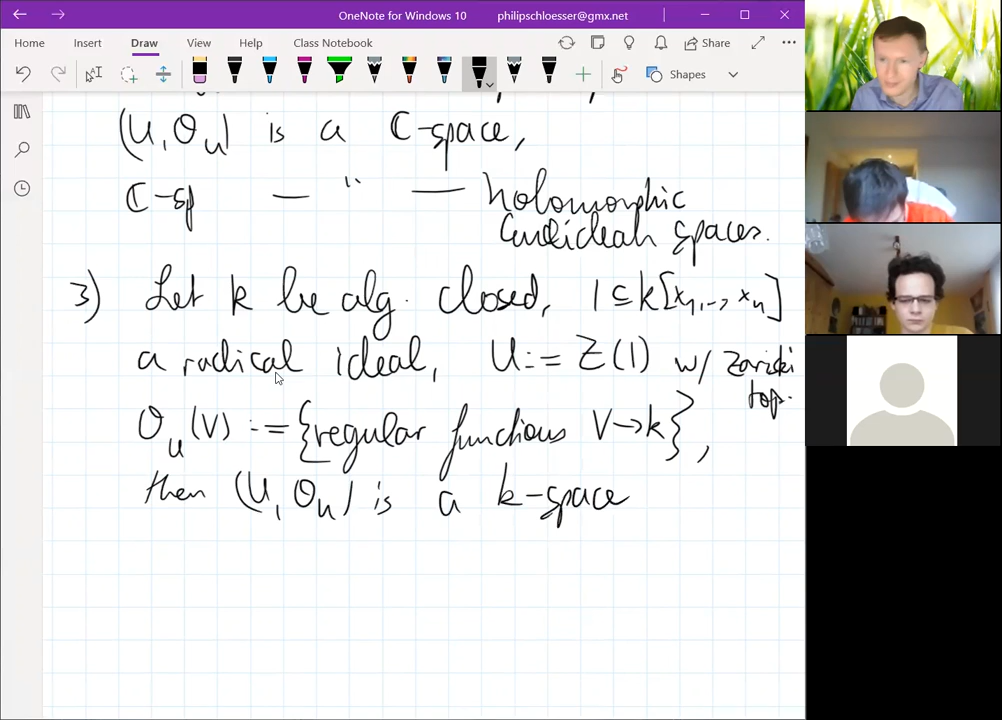 OneNote for Windows 10
philipschloesser@gmx.net
Home Insert Draw View Help Class Notebook Share
Shapes
(U, O_U) is a ℂ-space,
ℂ-sp — " — holomorphic
Euclidean spaces.
3) Let k be alg. closed, I ⊆ k[x_1, .., x_n]
a radical ideal, U := Z(I) w/ Zariski
top.
O_U(V) := {regular functions V → k},
then (U, O_U) is a k-space